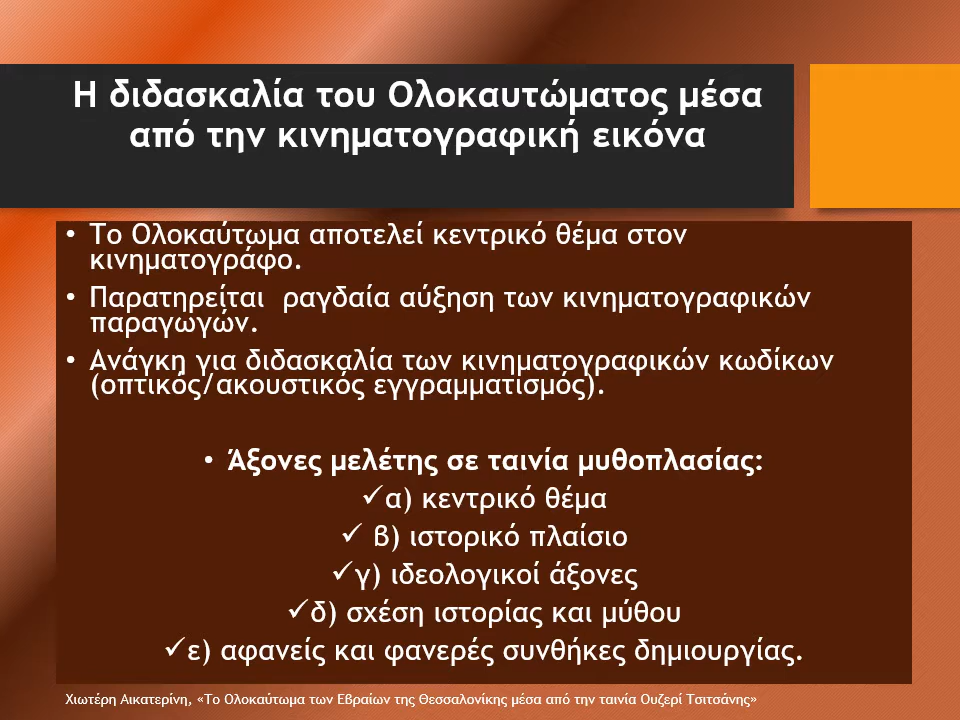 Η διδασκαλία του Ολοκαυτώματος μέσα
από την κινηματογραφική εικόνα
• Το Ολοκαύτωμα αποτελεί κεντρικό θέμα στον
κινηματογράφο.
• Παρατηρείται ραγδαία αύξηση των κινηματογραφικών
παραγωγών.
• Ανάγκη για διδασκαλία των κινηματογραφικών κωδίκων
(οπτικός/ακουστικός εγγραμματισμός).
• Άξονες μελέτης σε ταινία μυθοπλασίας:
✓α) κεντρικό θέμα
✓ β) ιστορικό πλαίσιο
✓γ) ιδεολογικοί άξονες
✓δ) σχέση ιστορίας και μύθου
✓ε) αφανείς και φανερές συνθήκες δημιουργίας.
Χιωτέρη Αικατερίνη, «Το Ολοκαύτωμα των Εβραίων της Θεσσαλονίκης μέσα από την ταινία Ουζερί Τσιτσάνης»